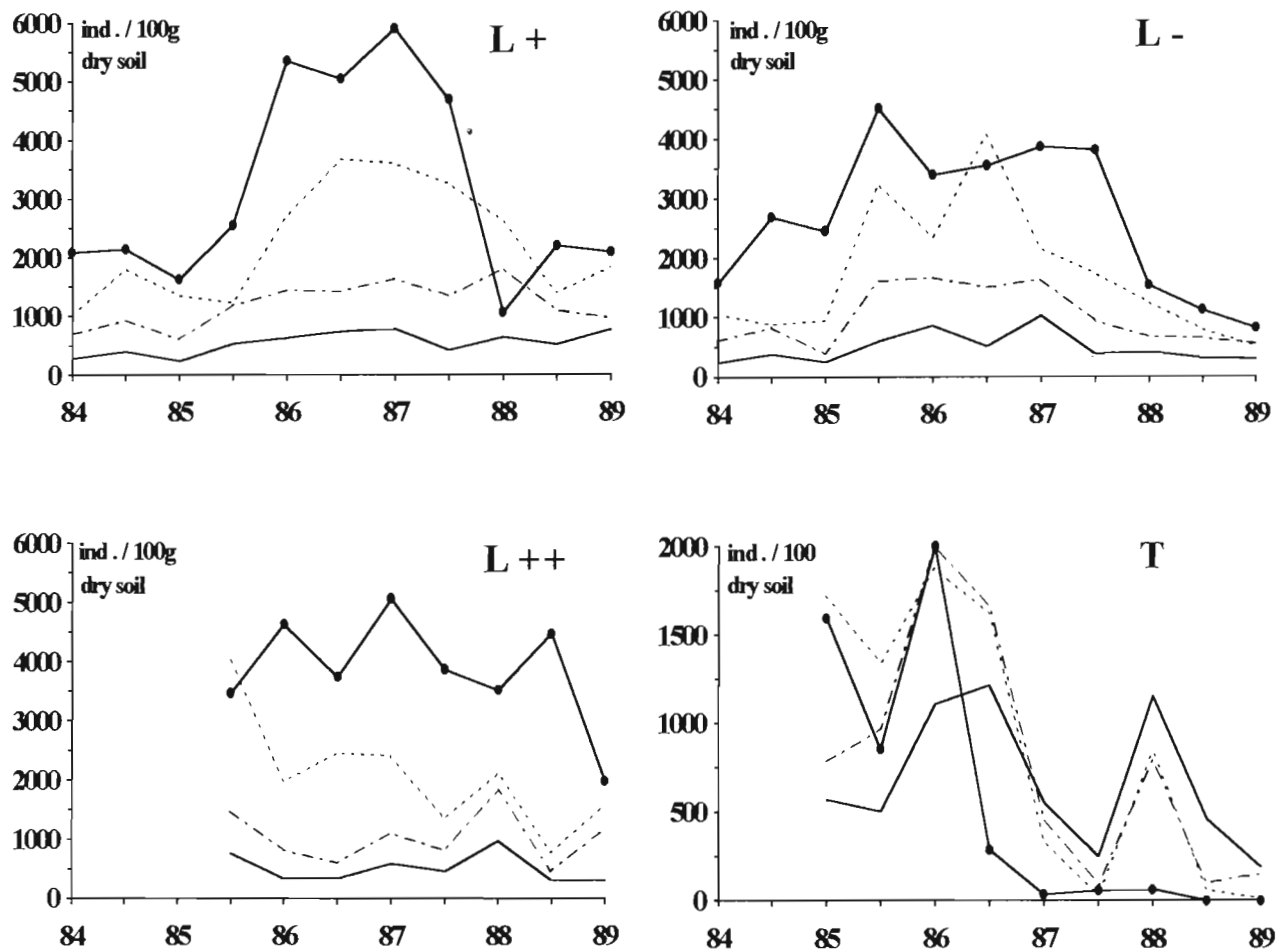 6000 ind . / 100g L +
dry soil
5000
4000
3000
2000
1000
0
84 85 86 87 88 89
6000 ind . / 100g L -
dry soil
5000
4000
3000
2000
1000
0
84 85 86 87 88 89
6000 ind . / 100g L ++
dry soil
5000
4000
3000
2000
1000
0
84 85 86 87 88 89
2000 ind . / 100 T
dry soil
1500
1000
500
0
84 85 86 87 88 89